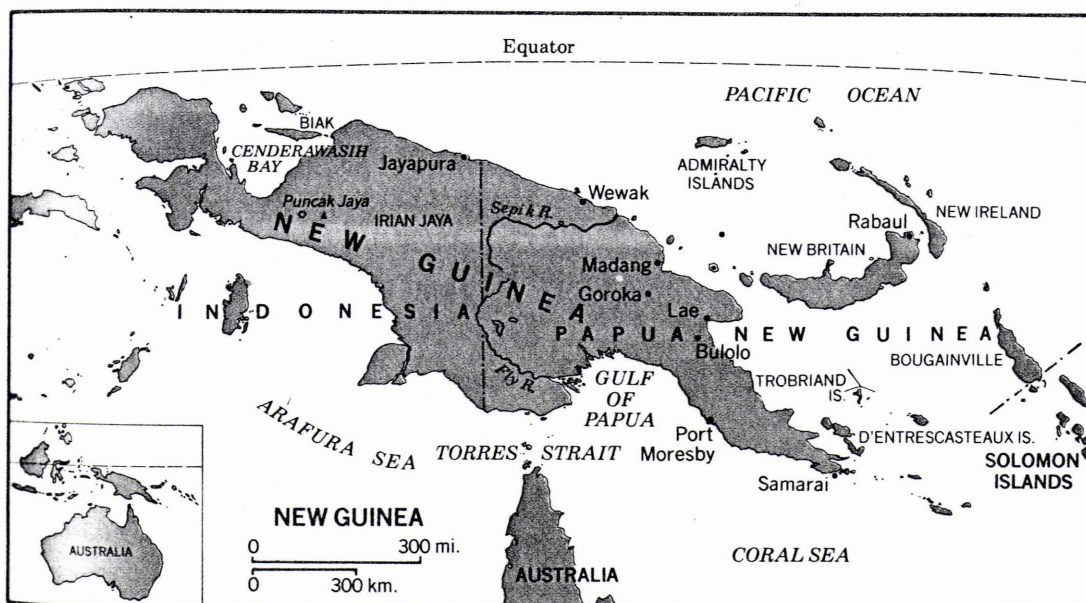 Equator
PACIFIC OCEAN
BIAK
CENDERAWASIH
BAY
Jayapura
ADMIRALTY
ISLANDS
Wewak
Puncak Jaya
IRIAN JAYA
Sepik R.
NEW IRELAND
Rabaul
NEW BRITAIN
NEW GUINEA
Madang
Goroka
INDONESIA
Lae
PAPUA NEW GUINEA
Bulolo
BOUGAINVILLE
Fly R.
GULF
OF
PAPUA
TROBRIAND
IS.
ARAFURA SEA
TORRES STRAIT
Port
Moresby
D'ENTRESCASTEAUX IS.
SOLOMON
ISLANDS
Samarai
NEW GUINEA
0 300 mi.
0 300 km.
AUSTRALIA
CORAL SEA
AUSTRALIA